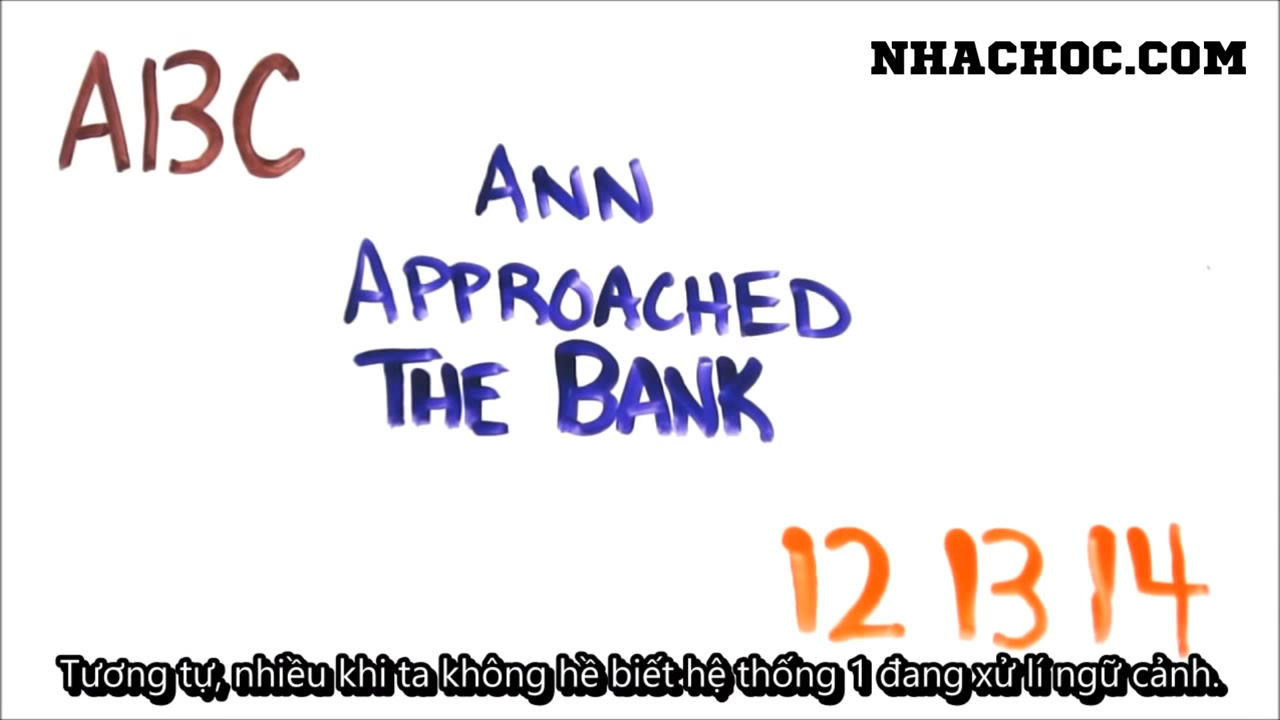 NHACHOC.COM
A13C
ANN
APPROACHED
THE BANK
12 13 14
Tương tự, nhiều khi ta không hề biết hệ thống 1 đang xử lí ngữ cảnh.